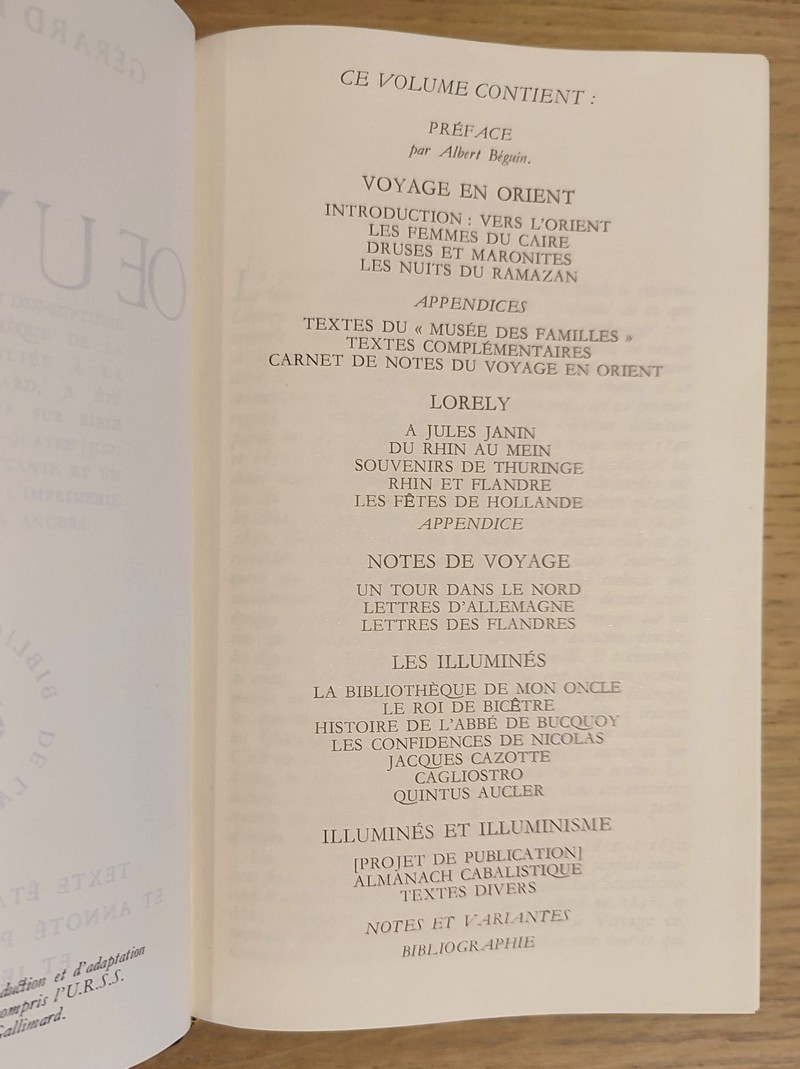 CE VOLUME CONTIENT :
PRÉFACE
par Albert Béguin.
VOYAGE EN ORIENT
INTRODUCTION : VERS L'ORIENT
LES FEMMES DU CAIRE
DRUSES ET MARONITES
LES NUITS DU RAMAZAN
APPENDICES
TEXTES DU « MUSÉE DES FAMILLES »
TEXTES COMPLÉMENTAIRES
CARNET DE NOTES DU VOYAGE EN ORIENT
LORELY
A JULES JANIN
DU RHIN AU MEIN
SOUVENIRS DE THURINGE
RHIN ET FLANDRE
LES FÊTES DE HOLLANDE
APPENDICE
NOTES DE VOYAGE
UN TOUR DANS LE NORD
LETTRES D'ALLEMAGNE
LETTRES DES FLANDRES
LES ILLUMINÉS
LA BIBLIOTHÈQUE DE MON ONCLE
LE ROI DE BICÊTRE
HISTOIRE DE L'ABBÉ DE BUCQUOY
LES CONFIDENCES DE NICOLAS
JACQUES CAZOTTE
CAGLIOSTRO
QUINTUS AUCLER
ILLUMINÉS ET ILLUMINISME
[PROJET DE PUBLICATION]
ALMANACH CABALISTIQUE
TEXTES DIVERS
NOTES ET VARIANTES
BIBLIOGRAPHIE
duction et d'adaptation
ompris l'U.R.S.S.
Gallimard.